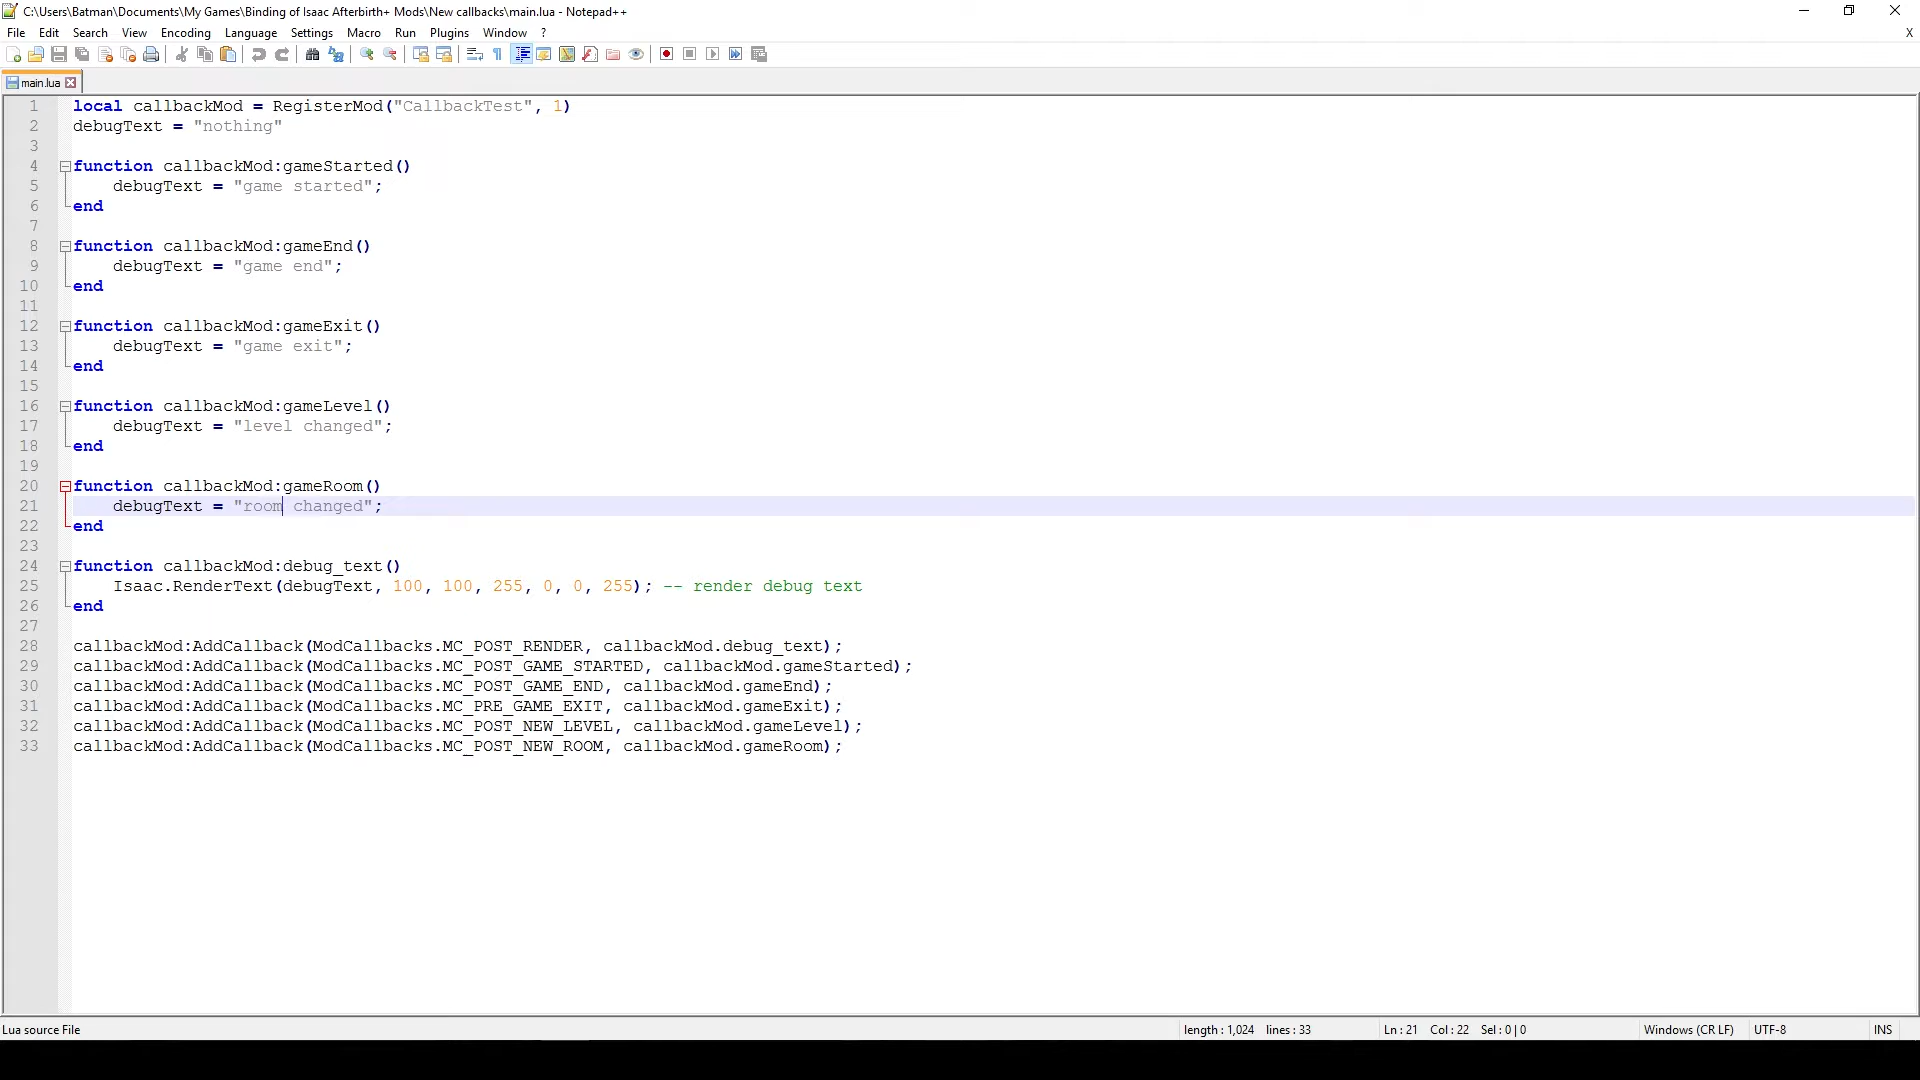 C:\Users\Batman\Documents\My Games\Binding of Isaac Afterbirth+ Mods\New callbacks\main.lua - Notepad++
File Edit Search View Encoding Language Settings Macro Run Plugins Window ? X
main.lua
1 local callbackMod = RegisterMod("CallbackTest", 1)
2 debugText = "nothing"
3
4 function callbackMod:gameStarted()
5 debugText = "game started";
6 end
7
8 function callbackMod:gameEnd()
9 debugText = "game end";
10 end
11
12 function callbackMod:gameExit()
13 debugText = "game exit";
14 end
15
16 function callbackMod:gameLevel()
17 debugText = "level changed";
18 end
19
20 function callbackMod:gameRoom()
21 debugText = "room changed";
22 end
23
24 function callbackMod:debug_text()
25 Isaac.RenderText(debugText, 100, 100, 255, 0, 0, 255); -- render debug text
26 end
27
28 callbackMod:AddCallback(ModCallbacks.MC_POST_RENDER, callbackMod.debug_text);
29 callbackMod:AddCallback(ModCallbacks.MC_POST_GAME_STARTED, callbackMod.gameStarted);
30 callbackMod:AddCallback(ModCallbacks.MC_POST_GAME_END, callbackMod.gameEnd);
31 callbackMod:AddCallback(ModCallbacks.MC_PRE_GAME_EXIT, callbackMod.gameExit);
32 callbackMod:AddCallback(ModCallbacks.MC_POST_NEW_LEVEL, callbackMod.gameLevel);
33 callbackMod:AddCallback(ModCallbacks.MC_POST_NEW_ROOM, callbackMod.gameRoom);
Lua source File length : 1,024 lines : 33 Ln : 21 Col : 22 Sel : 0 | 0 Windows (CR LF) UTF-8 INS